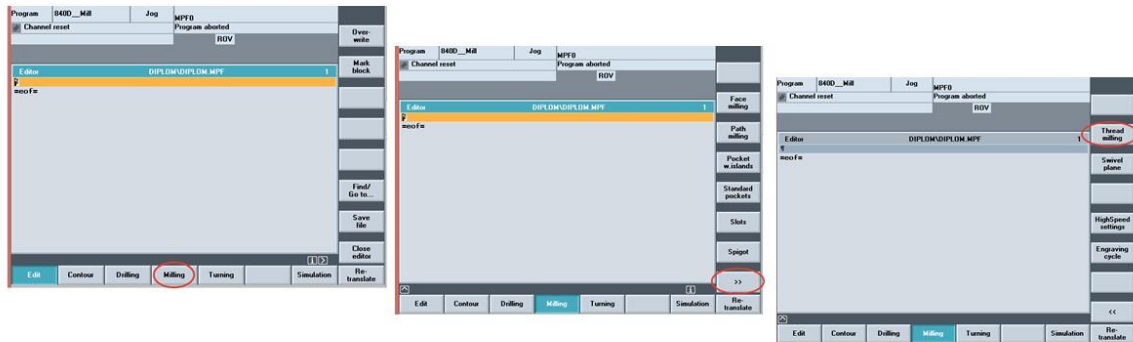 Program 840D__Mill Jog MPF0
Channel reset Program aborted
ROV
Over-
write
Mark
block
Editor DIPLOM\DIPLOM.MPF 1
¶
=eof=
Find/
Go to...
Save
file
Close
editor
Edit Contour Drilling Milling Turning Simulation Re-
translate
Program 840D__Mill Jog MPF0
Channel reset Program aborted
ROV
Editor DIPLOM\DIPLOM.MPF 1
¶
=eof=
Face
milling
Path
milling
Pocket
w.islands
Standard
pockets
Slots
Spigot
>>
Edit Contour Drilling Milling Turning Simulation Re-
translate
Program 840D__Mill Jog MPF0
Channel reset Program aborted
ROV
Editor DIPLOM\DIPLOM.MPF 1
¶
=eof=
Thread
milling
Swivel
plane
HighSpeed
settings
Engraving
cycle
<<
Edit Contour Drilling Milling Turning Simulation Re-
translate